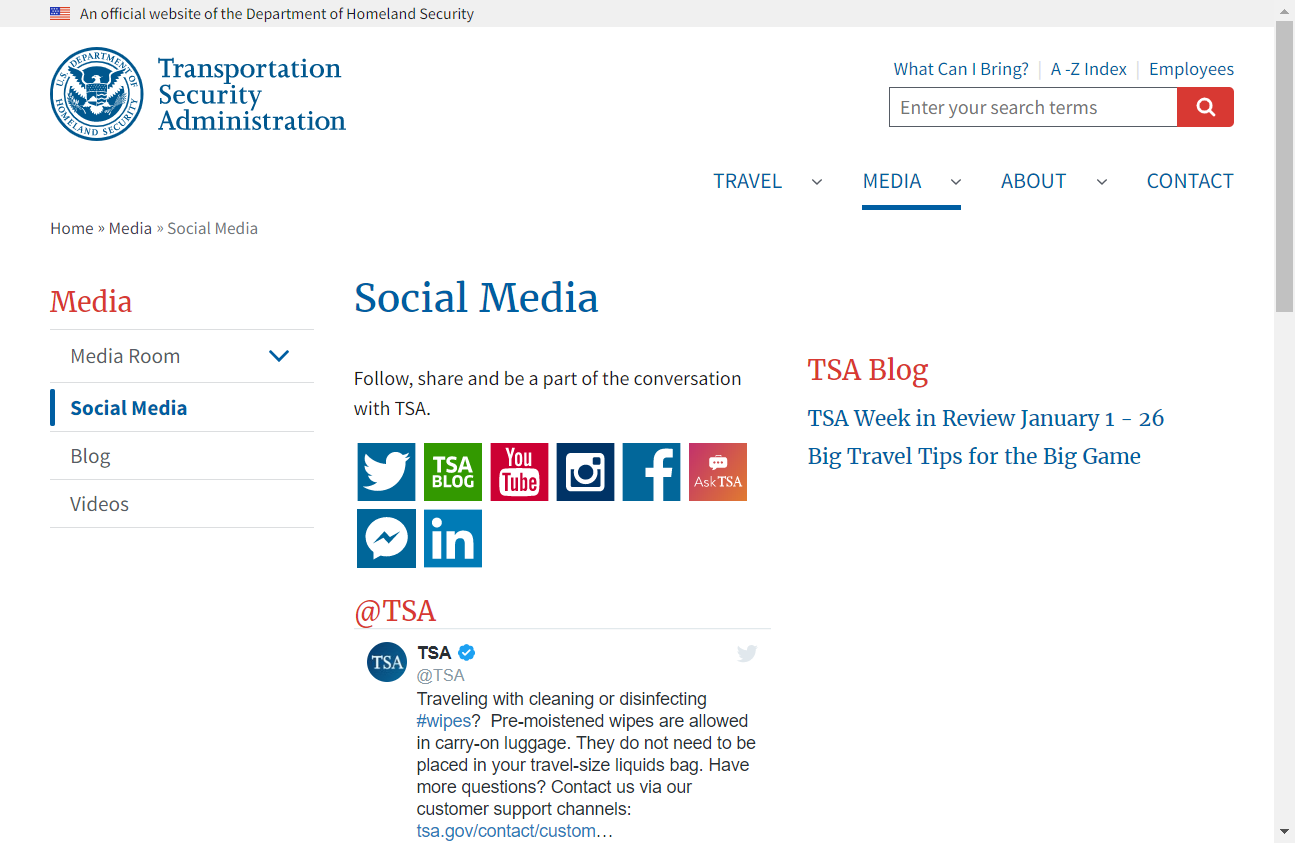 An official website of the Department of Homeland Security
U.S. DEPARTMENT OF HOMELAND SECURITY
Transportation
Security
Administration
What Can I Bring? A -Z Index Employees
Enter your search terms
TRAVEL MEDIA ABOUT CONTACT
Home » Media » Social Media
Media
Media Room
Social Media
Blog
Videos
Social Media
Follow, share and be a part of the conversation
with TSA.
TSA
BLOG
You
Tube
AskTSA
in
@TSA
TSA
TSA
@TSA
Traveling with cleaning or disinfecting
#wipes?  Pre-moistened wipes are allowed
in carry-on luggage. They do not need to be
placed in your travel-size liquids bag. Have
more questions? Contact us via our
customer support channels:
tsa.gov/contact/custom…
TSA Blog
TSA Week in Review January 1 - 26
Big Travel Tips for the Big Game